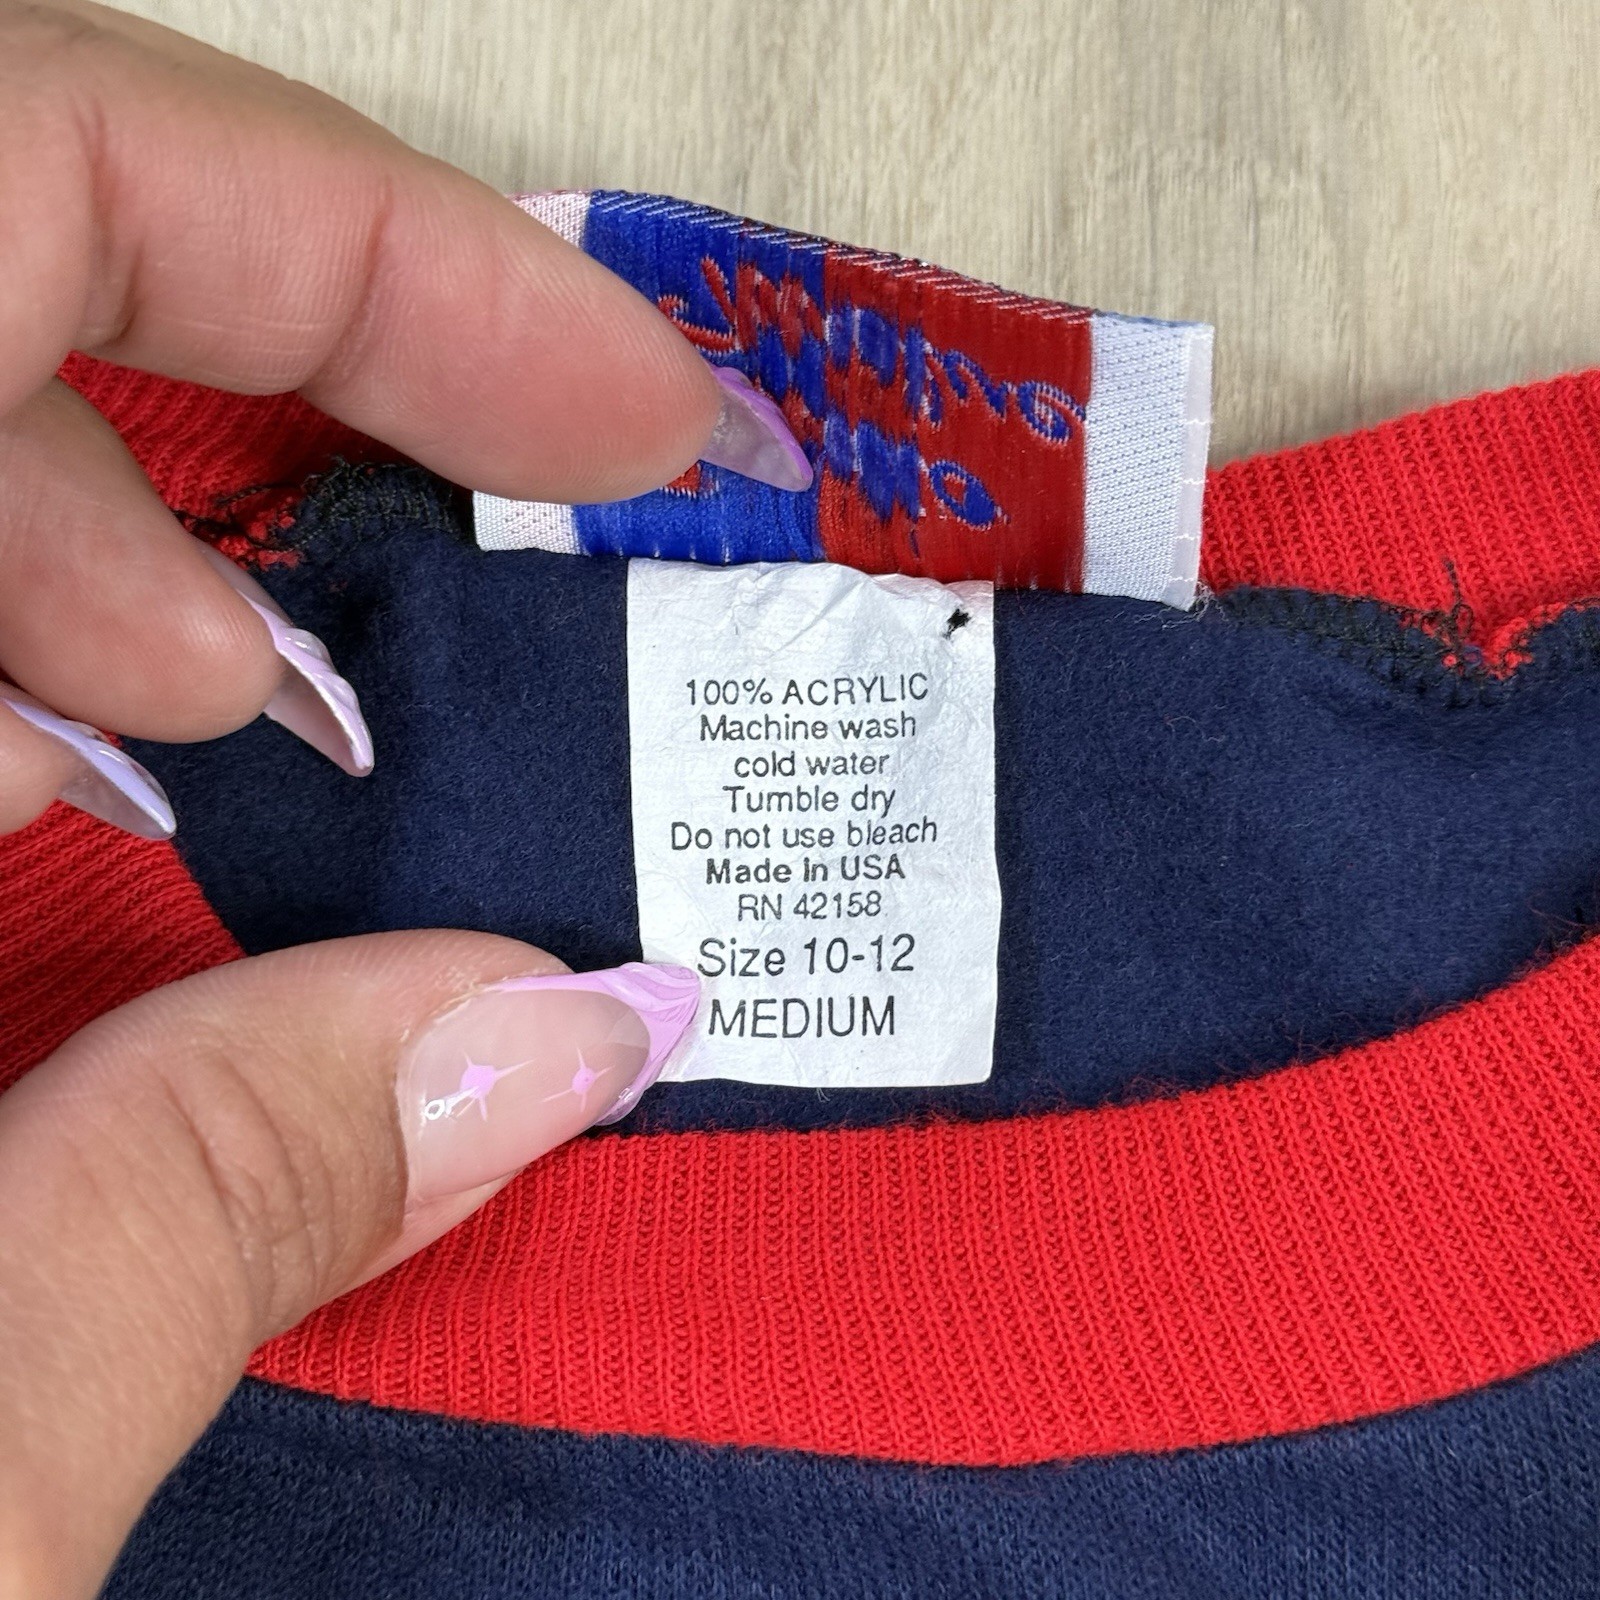 100% ACRYLIC
Machine wash
cold water
Tumble dry
Do not use bleach
Made In USA
RN 42158
Size 10-12
MEDIUM